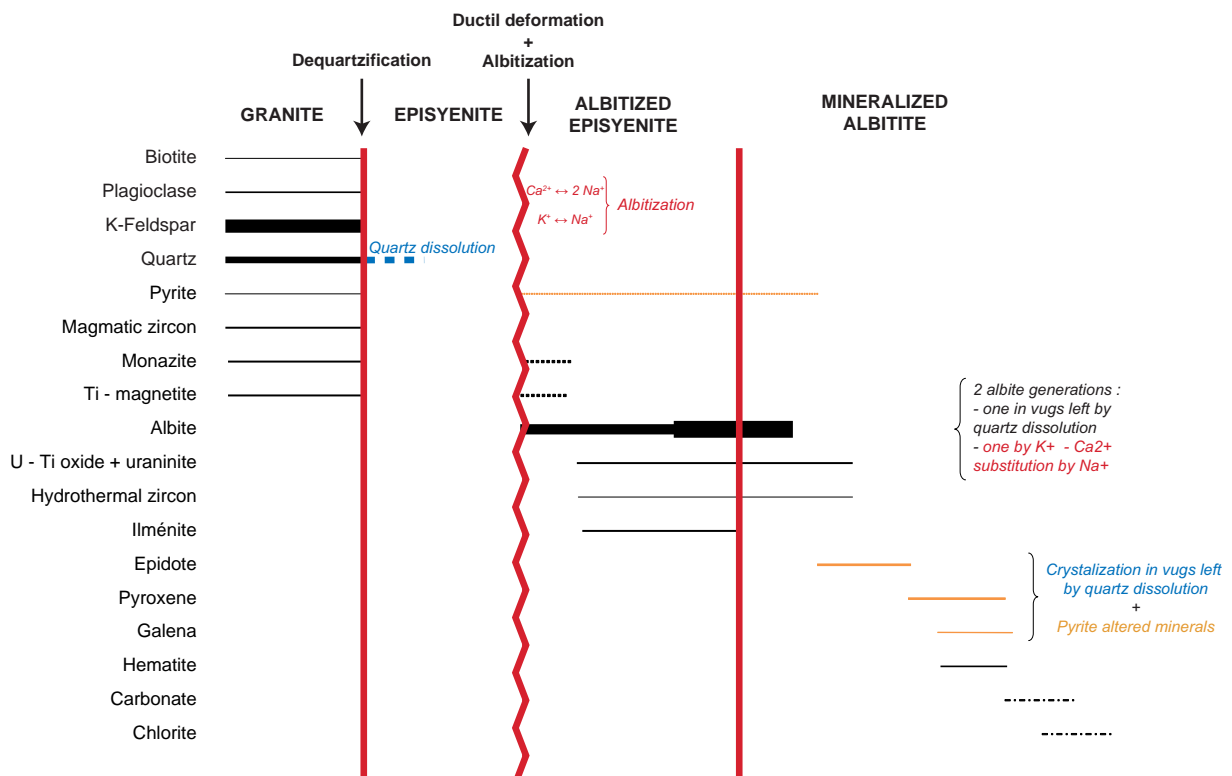 Ductil deformation
+
Albitization
Dequartzification
GRANITE
EPISYENITE
ALBITIZED
EPISYENITE
MINERALIZED
ALBITITE
Biotite
Plagioclase
Ca²⁺ ↔ 2 Na⁺
K⁺ ↔ Na⁺
Albitization
K-Feldspar
Quartz
Quartz dissolution
Pyrite
Magmatic zircon
Monazite
Ti - magnetite
Albite
2 albite generations :
- one in vugs left by
quartz dissolution
- one by K+ - Ca2+
substitution by Na+
U - Ti oxide + uraninite
Hydrothermal zircon
Ilménite
Epidote
Pyroxene
Galena
Crystalization in vugs left
by quartz dissolution
+
Pyrite altered minerals
Hematite
Carbonate
Chlorite